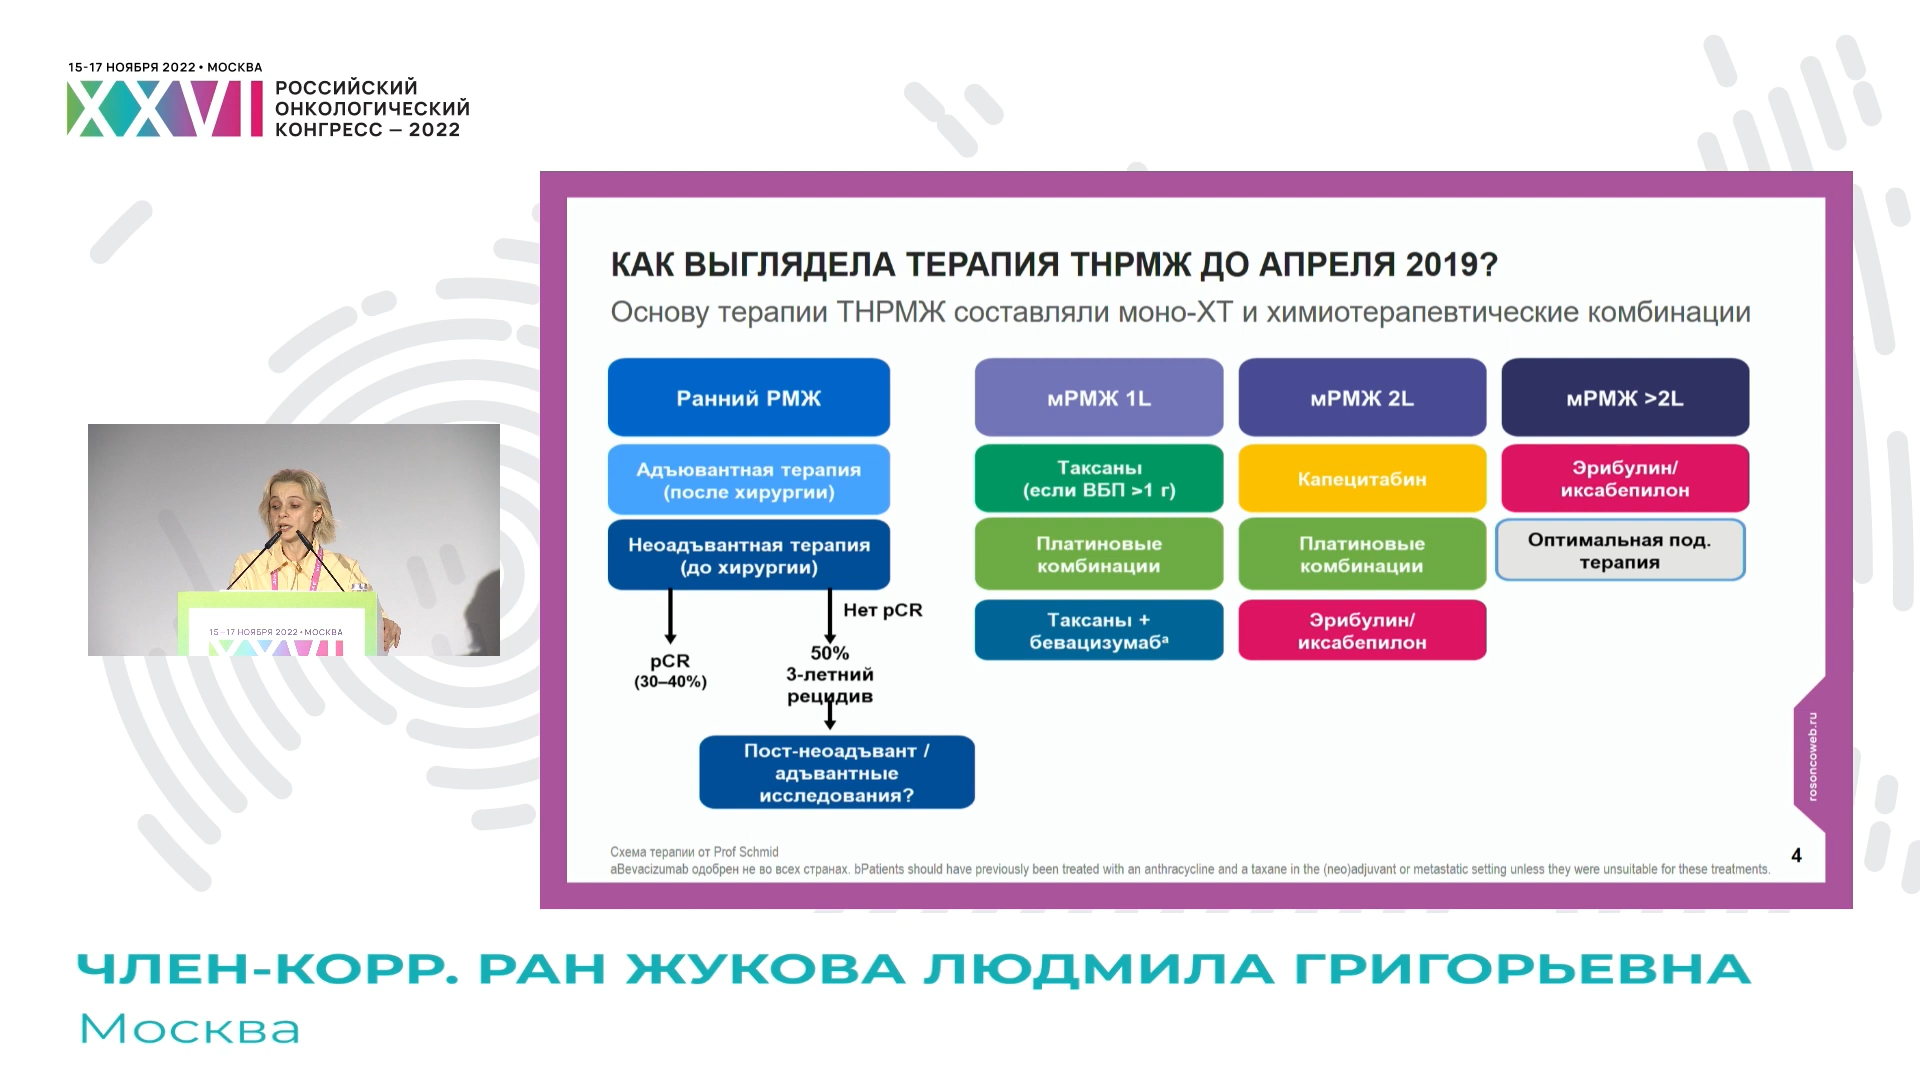 15-17 НОЯБРЯ 2022 • МОСКВА
XXVI
РОССИЙСКИЙ
ОНКОЛОГИЧЕСКИЙ
КОНГРЕСС – 2022
КАК ВЫГЛЯДЕЛА ТЕРАПИЯ ТНРМЖ ДО АПРЕЛЯ 2019?
Основу терапии ТНРМЖ составляли моно-ХТ и химиотерапевтические комбинации
Ранний РМЖ
Адъювантная терапия
(после хирургии)
Неоадъвантная терапия
(до хирургии)
Нет pCR
pCR
(30–40%)
50%
3-летний
рецидив
Пост-неоадъвант /
адъвантные
исследования?
мРМЖ 1L
Таксаны
(если ВБП >1 г)
Платиновые
комбинации
Таксаны +
бевацизумабᵃ
мРМЖ 2L
Капецитабин
Платиновые
комбинации
Эрибулин/
иксабепилон
мРМЖ >2L
Эрибулин/
иксабепилон
Оптимальная под.
терапия
rosoncoweb.ru
Схема терапии от Prof Schmid
aBevacizumab одобрен не во всех странах. bPatients should have previously been treated with an anthracycline and a taxane in the (neo)adjuvant or metastatic setting unless they were unsuitable for these treatments.
4
15–17 НОЯБРЯ 2022 • МОСКВА
XXVI
ЧЛЕН-КОРР. РАН ЖУКОВА ЛЮДМИЛА ГРИГОРЬЕВНА
Москва